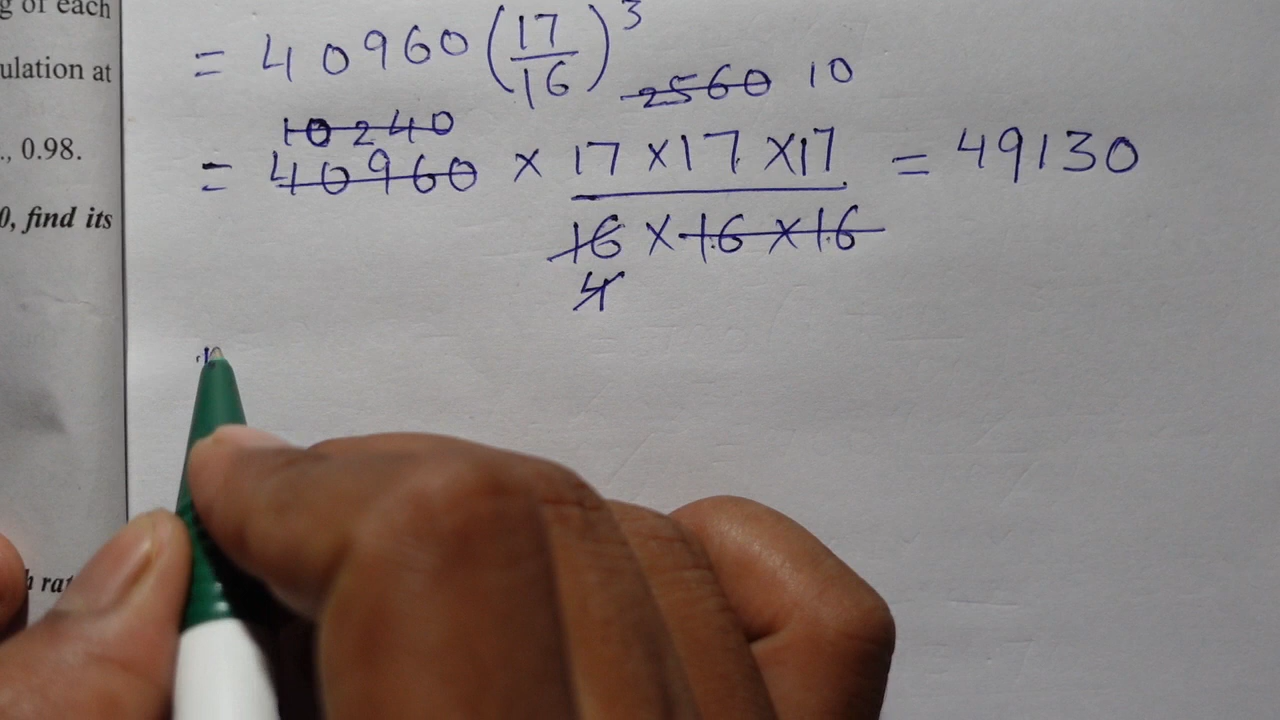 g of each
ulation at
., 0.98.
0, find its
h rat
= 40960 (17/16)³
2560 10
10240
= 40960 × 17 × 17 × 17 / 16 × 16 × 16 = 49130
4